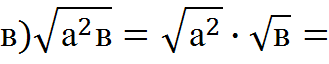 в)√а²в = √а² · √в =